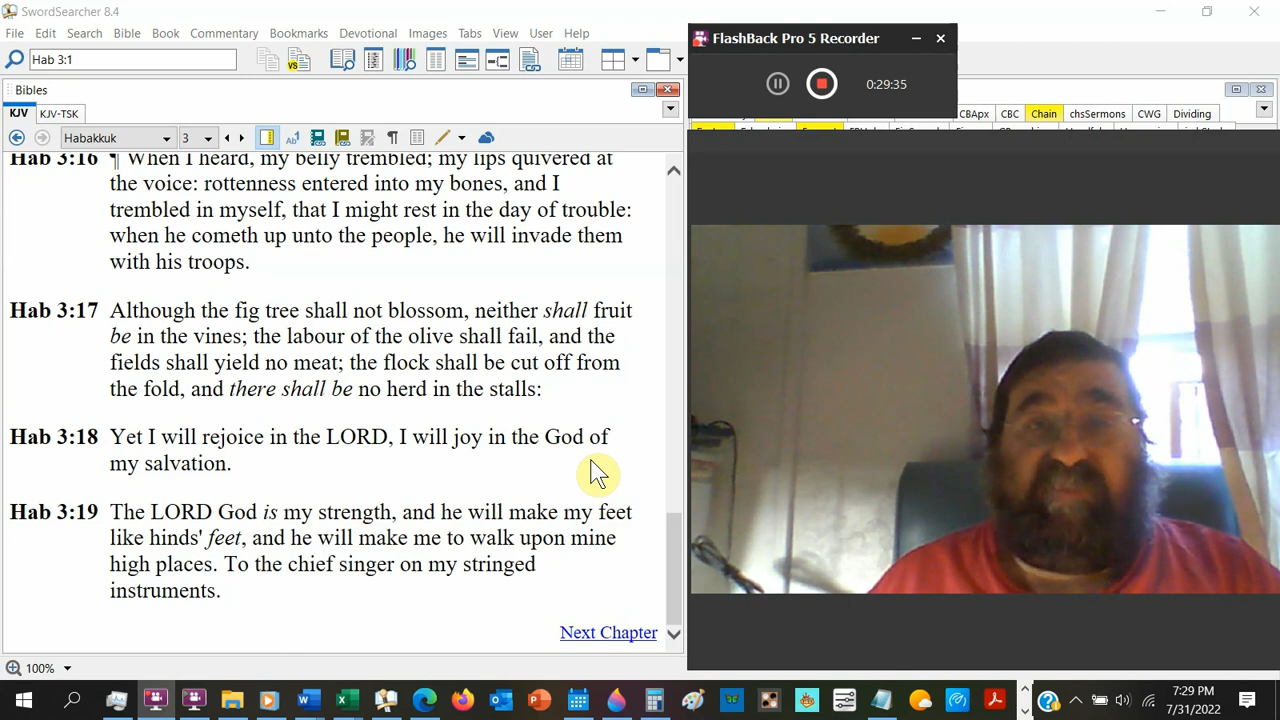 SwordSearcher 8.4
File Edit Search Bible Book Commentary Bookmarks Devotional Images Tabs View User Help
Hab 3:1
Bibles
KJV KJV-TSK
Habakkuk 3
Hab 3:16 ¶ When I heard, my belly trembled; my lips quivered at
the voice: rottenness entered into my bones, and I
trembled in myself, that I might rest in the day of trouble:
when he cometh up unto the people, he will invade them
with his troops.
Hab 3:17 Although the fig tree shall not blossom, neither shall fruit
be in the vines; the labour of the olive shall fail, and the
fields shall yield no meat; the flock shall be cut off from
the fold, and there shall be no herd in the stalls:
Hab 3:18 Yet I will rejoice in the LORD, I will joy in the God of
my salvation.
Hab 3:19 The LORD God is my strength, and he will make my feet
like hinds' feet, and he will make me to walk upon mine
high places. To the chief singer on my stringed
instruments.
Next Chapter
100%
FlashBack Pro 5 Recorder
0:29:35
CBApx CBC Chain chsSermons CWG Dividing
7:29 PM
7/31/2022